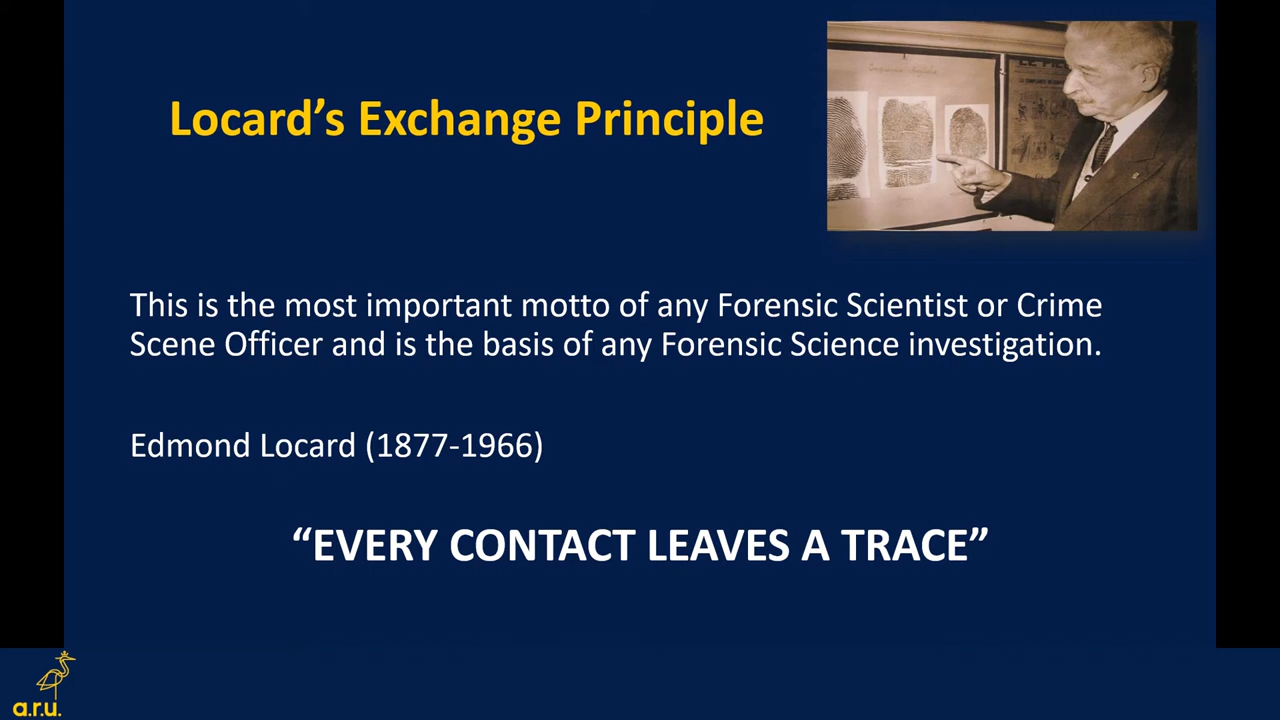 Locard’s Exchange Principle
This is the most important motto of any Forensic Scientist or Crime
Scene Officer and is the basis of any Forensic Science investigation.
Edmond Locard (1877-1966)
“EVERY CONTACT LEAVES A TRACE”
a.r.u.